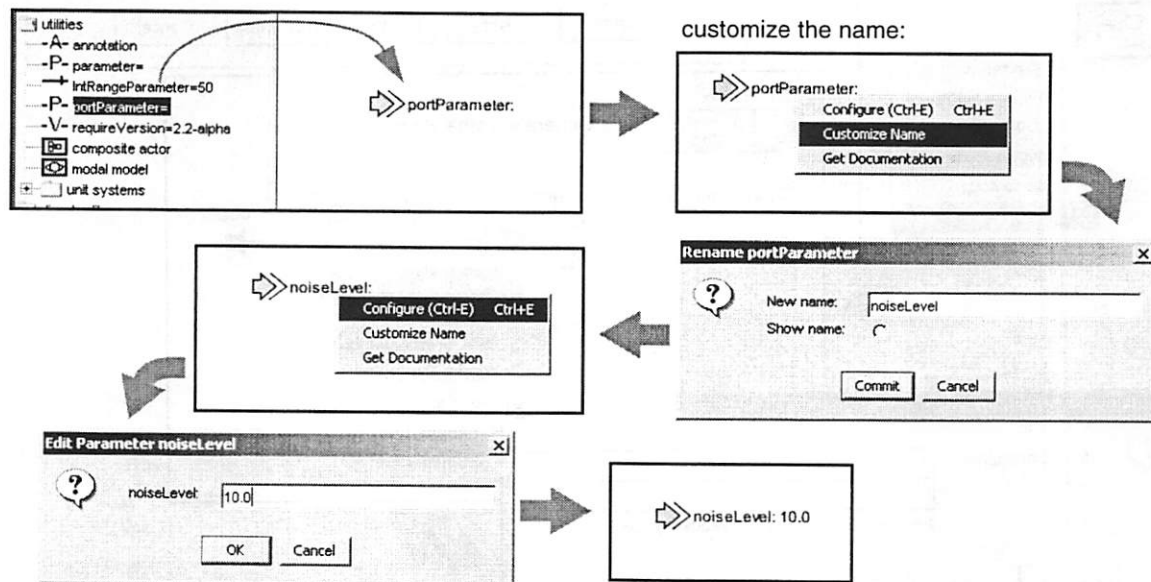 utilities
-A- annotation
-P- parameter=
IntRangeParameter=50
-P- portParameter=
-V- requireVersion=2.2-alpha
composite actor
modal model
unit systems
portParameter:
customize the name:
portParameter:
Configure (Ctrl-E) Ctrl+E
Customize Name
Get Documentation
Rename portParameter
New name: noiseLevel
Show name:
Commit Cancel
noiseLevel:
Configure (Ctrl-E) Ctrl+E
Customize Name
Get Documentation
Edit Parameter noiseLevel
noiseLevel: 10.0
OK Cancel
noiseLevel: 10.0